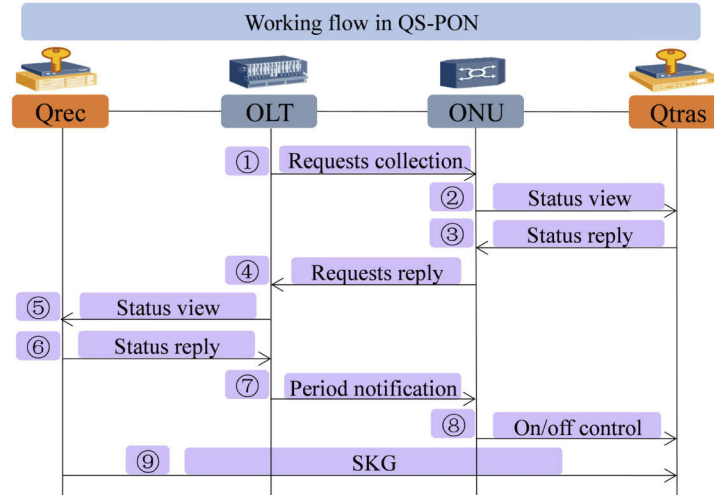 Working flow in QS-PON
Qrec OLT ONU Qtras
① Requests collection
② Status view
③ Status reply
④ Requests reply
⑤ Status view
⑥ Status reply
⑦ Period notification
⑧ On/off control
⑨ SKG